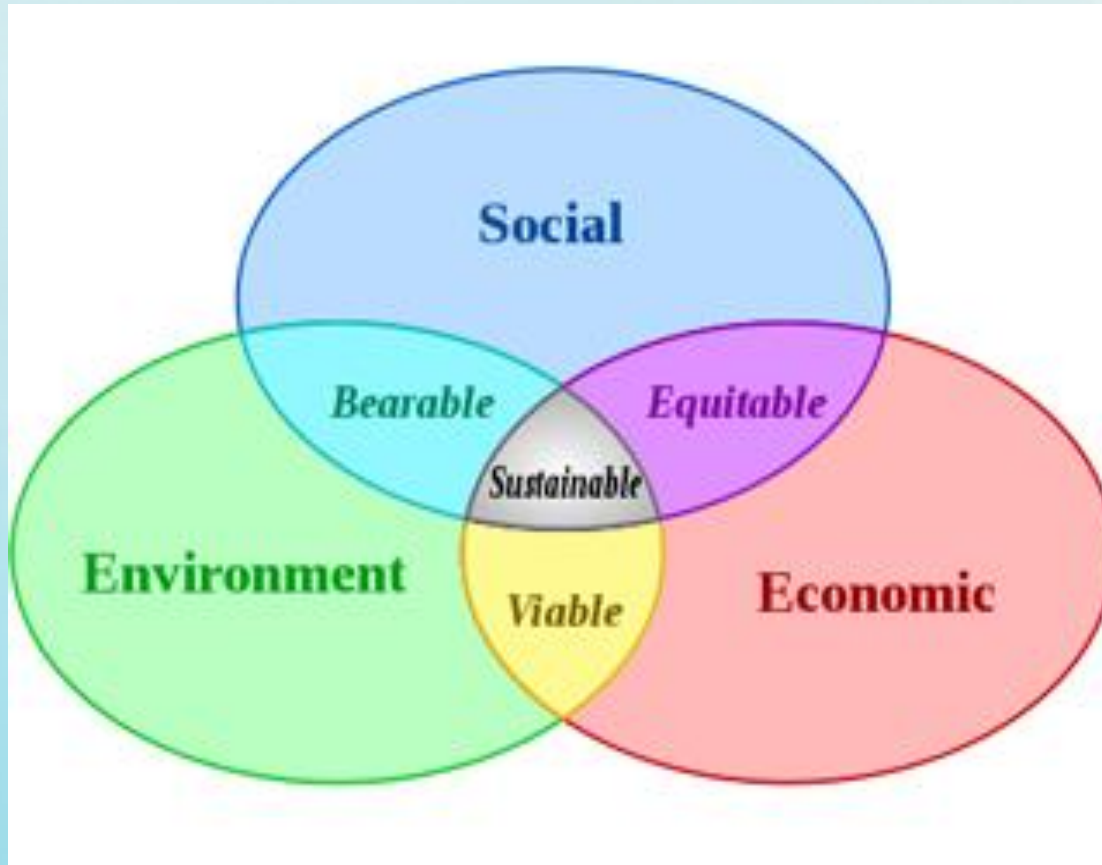 Social
Bearable
Equitable
Sustainable
Environment
Economic
Viable